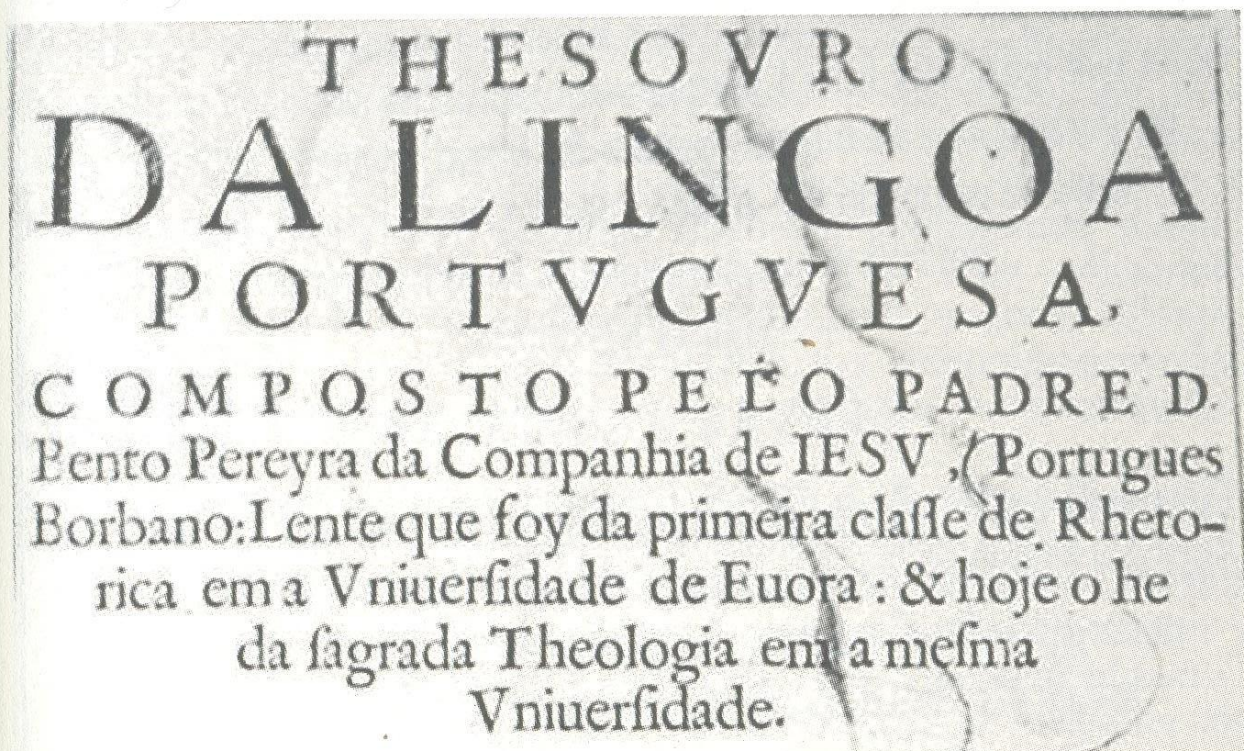 THESOVRO
DA LINGOA
PORTVGVESA,
COMPOSTO PELO PADRE D.
Bento Pereyra da Companhia de IESV, (Portugues
Borbano: Lente que foy da primeira claſſe de Rheto-
rica em a Vniuerſidade de Euora: & hoje o he
da ſagrada Theologia em a meſma
Vniuerſidade.